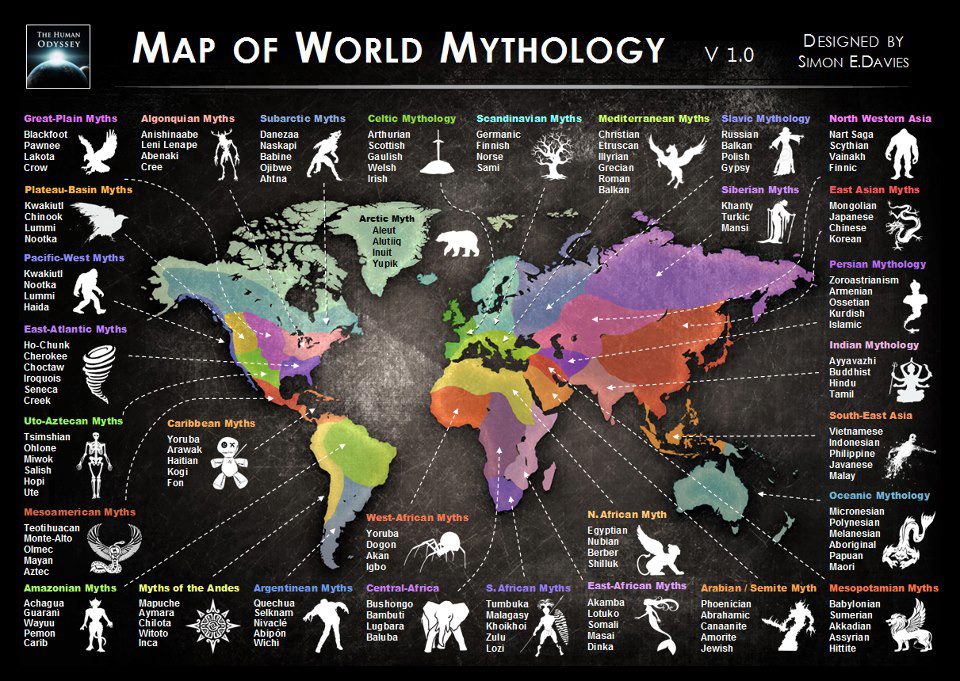 THE HUMAN
ODYSSEY
MAP OF WORLD MYTHOLOGY
V 1.0
DESIGNED BY
SIMON E.DAVIES
Great-Plain Myths
Blackfoot
Pawnee
Lakota
Crow
Algonquian Myths
Anishinaabe
Leni Lenape
Abenaki
Cree
Subarctic Myths
Danezaa
Naskapi
Babine
Ojibwe
Ahtna
Celtic Mythology
Arthurian
Scottish
Gaulish
Welsh
Irish
Scandinavian Myths
Germanic
Finnish
Norse
Sami
Mediterranean Myths
Christian
Etruscan
Illyrian
Grecian
Roman
Balkan
Slavic Mythology
Russian
Balkan
Polish
Gypsy
North Western Asia
Nart Saga
Scythian
Vainakh
Finnic
Plateau-Basin Myths
Kwakiutl
Chinook
Lummi
Nootka
Arctic Myth
Aleut
Alutiiq
Inuit
Yupik
Siberian Myths
Khanty
Turkic
Mansi
East Asian Myths
Mongolian
Japanese
Chinese
Korean
Pacific-West Myths
Kwakiutl
Nootka
Lummi
Haida
Persian Mythology
Zoroastrianism
Armenian
Ossetian
Kurdish
Islamic
East-Atlantic Myths
Ho-Chunk
Cherokee
Choctaw
Iroquois
Seneca
Creek
Indian Mythology
Ayyavazhi
Buddhist
Hindu
Tamil
Uto-Aztecan Myths
Tsimshian
Ohlone
Miwok
Salish
Hopi
Ute
Caribbean Myths
Yoruba
Arawak
Haitian
Kogi
Fon
South-East Asia
Vietnamese
Indonesian
Philippine
Javanese
Malay
Mesoamerican Myths
Teotihuacan
Monte-Alto
Olmec
Mayan
Aztec
West-African Myths
Yoruba
Dogon
Akan
Igbo
N. African Myth
Egyptian
Nubian
Berber
Shilluk
Oceanic Mythology
Micronesian
Polynesian
Melanesian
Aboriginal
Papuan
Maori
Amazonian Myths
Achagua
Guarani
Wayuu
Pemon
Carib
Myths of the Andes
Mapuche
Aymara
Chilota
Witoto
Inca
Argentinean Myths
Quechua
Selknam
Nivaclé
Abipón
Wichi
Central-Africa
Bushongo
Bambuti
Lugbara
Baluba
S. African Myths
Tumbuka
Malagasy
Khoikhoi
Zulu
Lozi
East-African Myths
Akamba
Lotuko
Somali
Masai
Dinka
Arabian / Semite Myth
Phoenician
Abrahamic
Canaanite
Amorite
Jewish
Mesopotamian Myths
Babylonian
Sumerian
Akkadian
Assyrian
Hittite